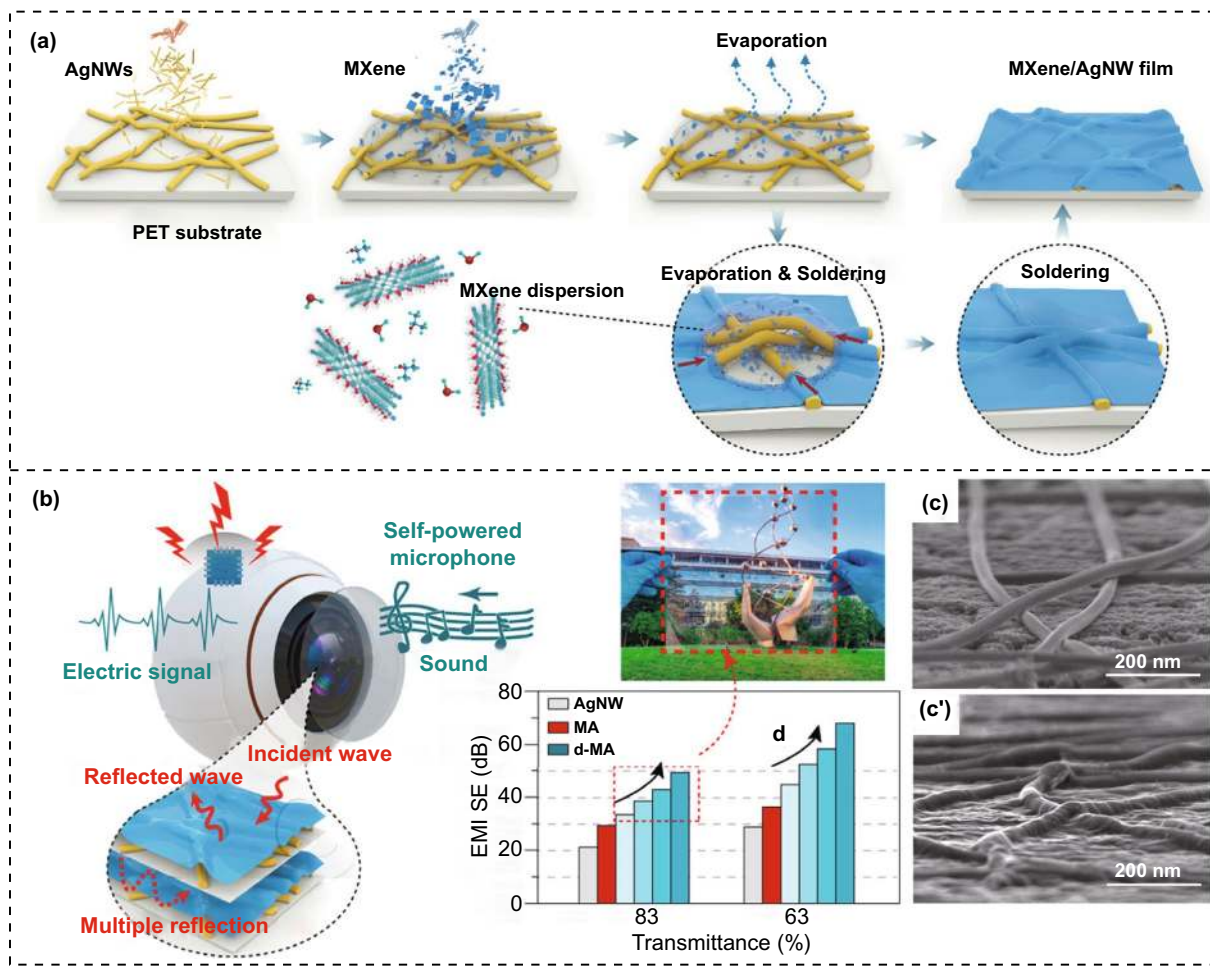 (a)
AgNWs
MXene
Evaporation
MXene/AgNW film
PET substrate
MXene dispersion
Evaporation & Soldering
Soldering
(b)
Self-powered
microphone
Electric signal
Sound
Incident wave
Reflected wave
Multiple reflection
80
60
40
20
0
EMI SE (dB)
AgNW
MA
d-MA
d
83
63
Transmittance (%)
(c)
200 nm
(c')
200 nm